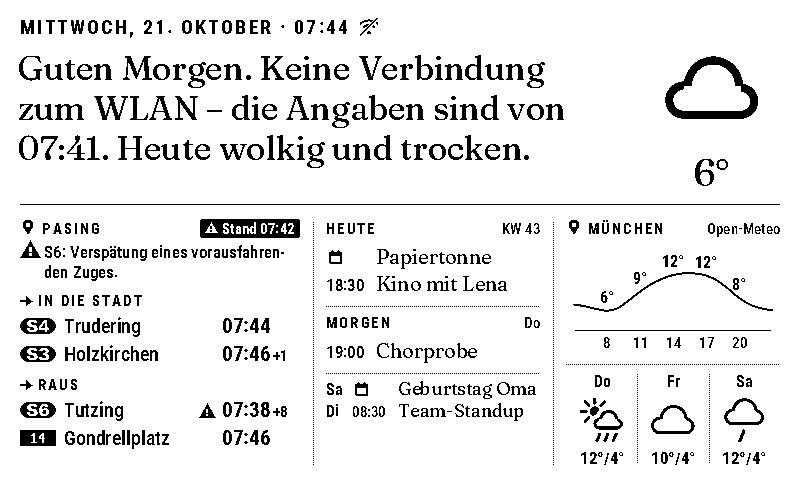 MITTWOCH, 21. OKTOBER · 07:44
Guten Morgen. Keine Verbindung
zum WLAN – die Angaben sind von
07:41. Heute wolkig und trocken.
6°
PASING
Stand 07:42
S6: Verspätung eines vorausfahren-
den Zuges.
IN DIE STADT
S4 Trudering 07:44
S3 Holzkirchen 07:46 +1
RAUS
S6 Tutzing 07:38 +8
14 Gondrellplatz 07:46
HEUTE KW 43
Papiertonne
18:30 Kino mit Lena
MORGEN Do
19:00 Chorprobe
Sa Geburtstag Oma
Di 08:30 Team-Standup
MÜNCHEN Open-Meteo
6° 9° 12° 12° 8°
8 11 14 17 20
Do Fr Sa
12°/4° 10°/4° 12°/4°